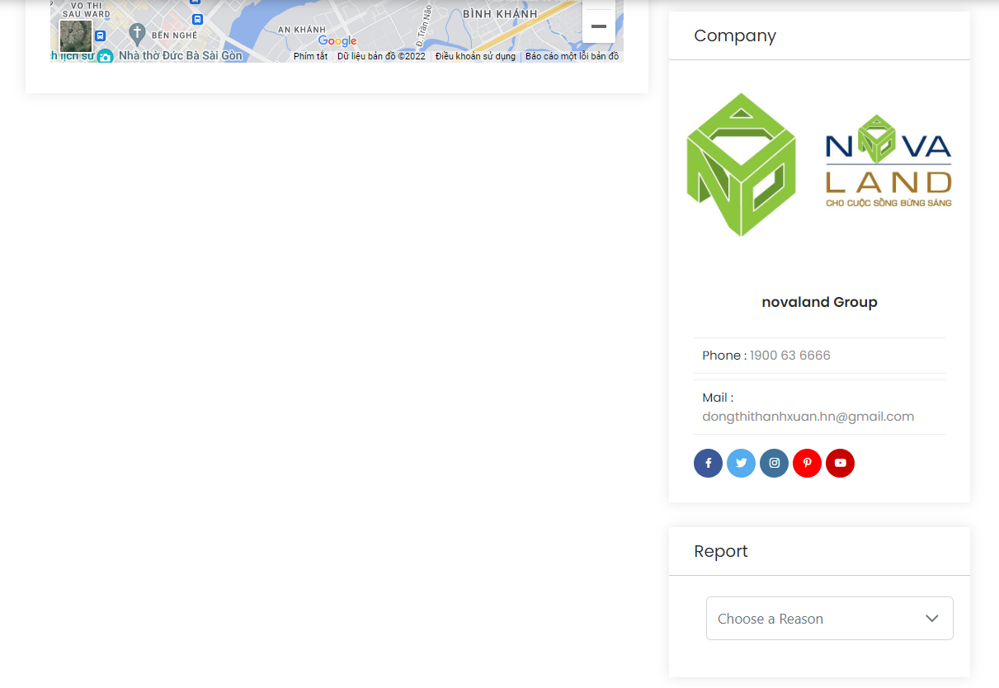 VO THI
SAU WARD
BẾN NGHÉ
AN KHÁNH
BÌNH KHÁNH
Đ. Trần Não
Google
h lịch sử
Nhà thờ Đức Bà Sài Gòn
Phím tắt
Dữ liệu bản đồ ©2022
Điều khoản sử dụng
Báo cáo một lỗi bản đồ
Company
NOVA
LAND
CHO CUỘC SỐNG BỪNG SÁNG
novaland Group
Phone : 1900 63 6666
Mail :
dongthithanhxuan.hn@gmail.com
Report
Choose a Reason